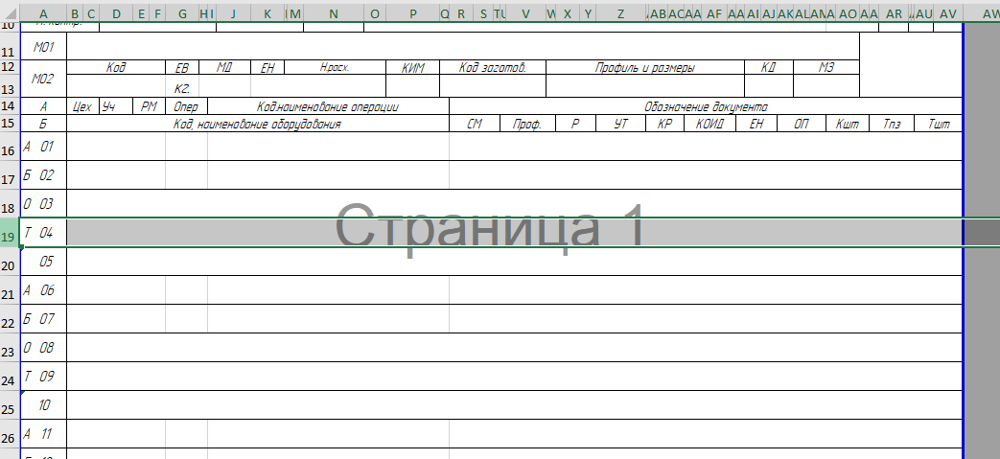 A B C D E F G H I J K L M N O P Q R S T U V W X Y Z AB AC AA AF AA AA AI AJ AK AL AN A AO AA A AR AU AV AW
10
11 М01
12 М02 Код ЕВ МД ЕН Н.расх. КИМ Код заготов. Профиль и размеры КД МЗ
13 К2.
14 А Цех Уч РМ Опер Код,наименование операции Обозначение документа
15 Б Код, наименование оборудования СМ Проф. Р УТ КР КОИД ЕН ОП Кшт Тпз Тшт
16 А 01
17 Б 02
18 О 03
Страница 1
19 Т 04
20 05
21 А 06
22 Б 07
23 О 08
24 Т 09
25 10
26 А 11